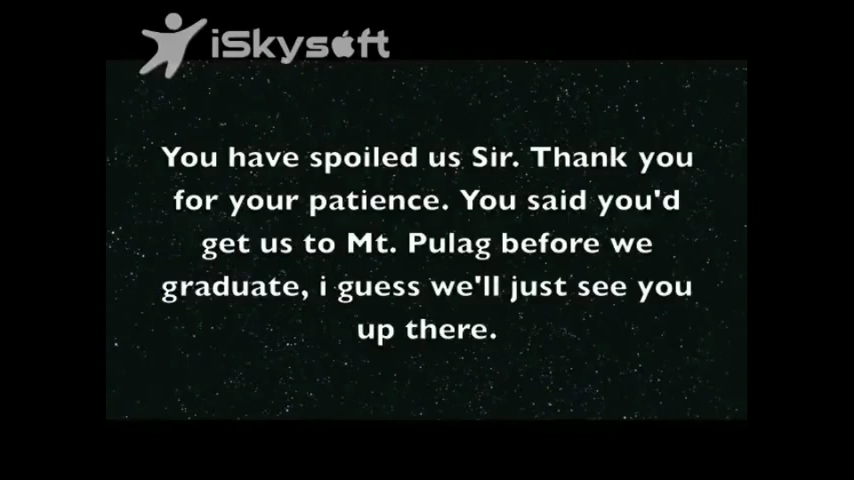 iSkysoft
You have spoiled us Sir. Thank you
for your patience. You said you'd
get us to Mt. Pulag before we
graduate, i guess we'll just see you
up there.